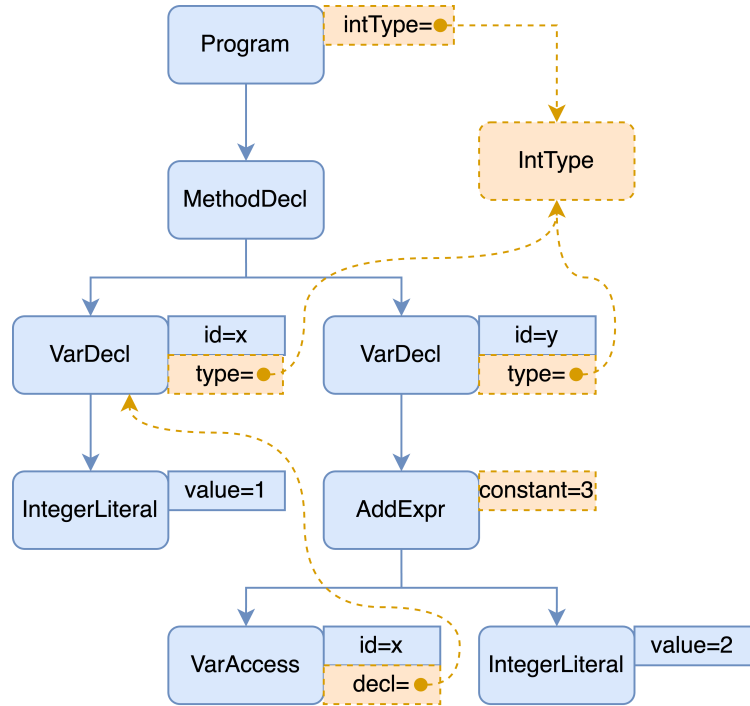 Program
intType=
IntType
MethodDecl
VarDecl
id=x
type=
VarDecl
id=y
type=
IntegerLiteral
value=1
AddExpr
constant=3
VarAccess
id=x
decl=
IntegerLiteral
value=2